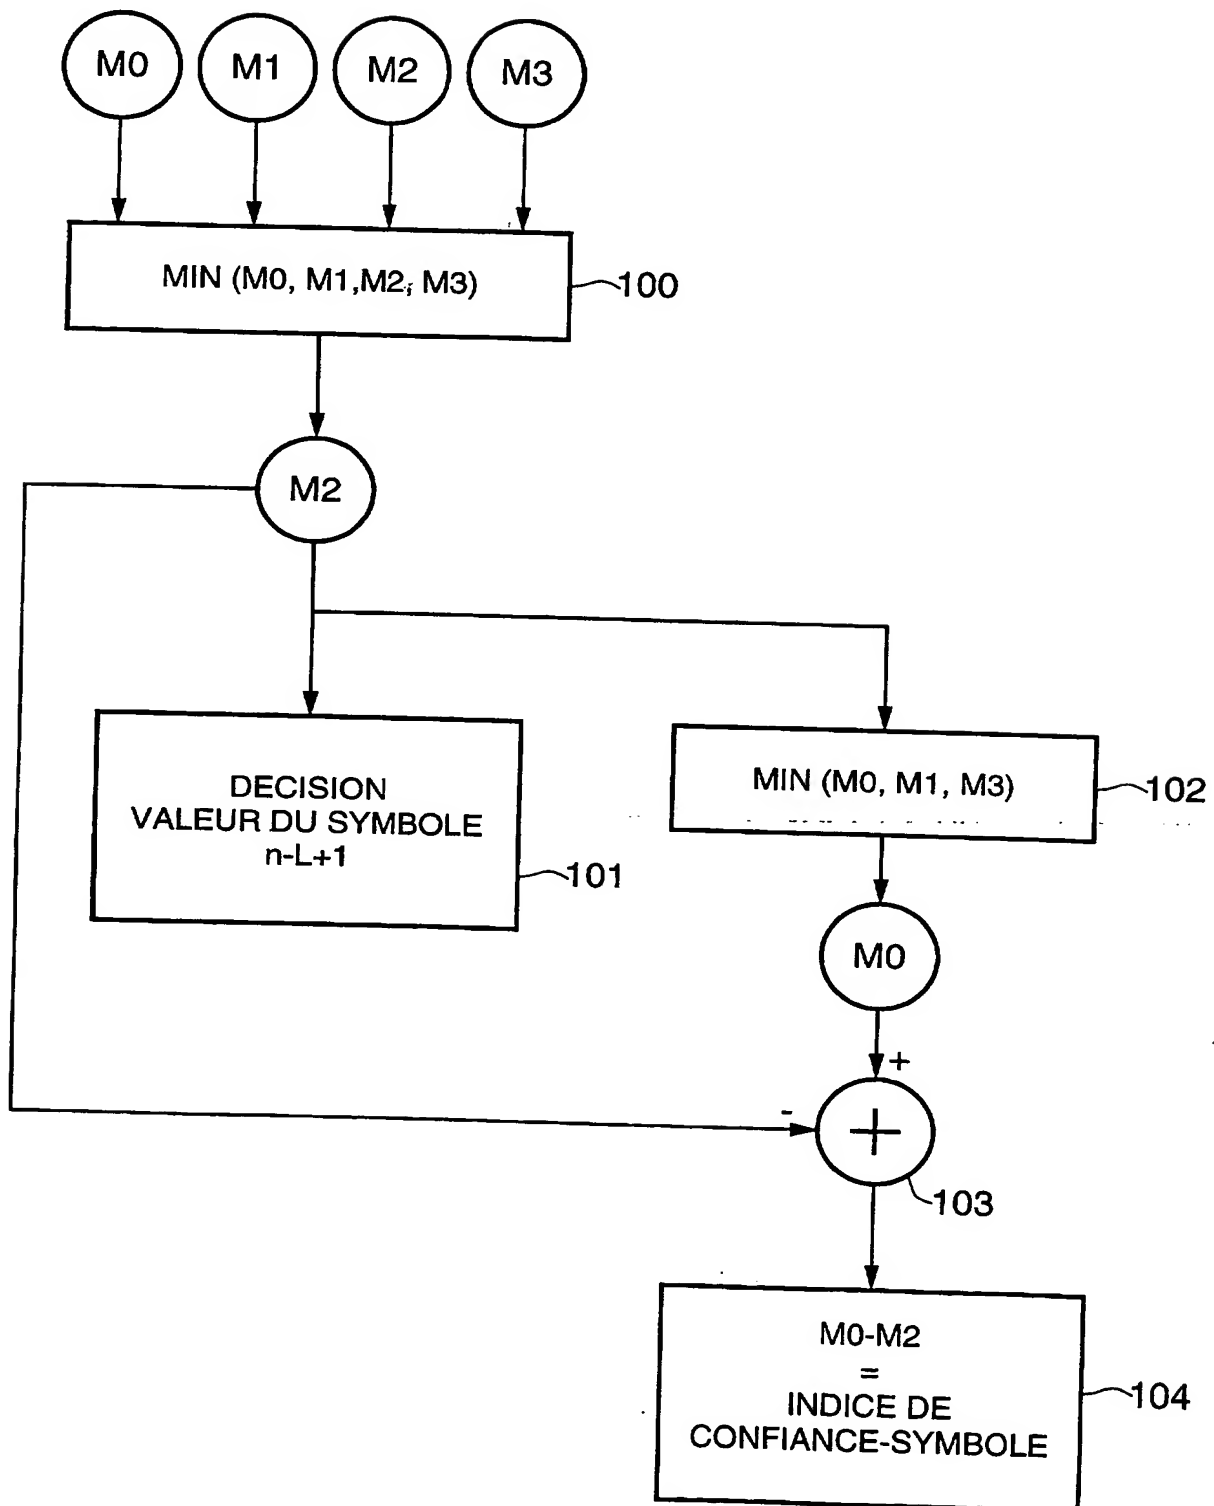 M0 M1 M2 M3
MIN (M0, M1,M2, M3)
100
M2
DECISION
VALEUR DU SYMBOLE
n-L+1
101
MIN (M0, M1, M3)
102
M0
+
-
+
103
M0-M2
=
INDICE DE
CONFIANCE-SYMBOLE
104